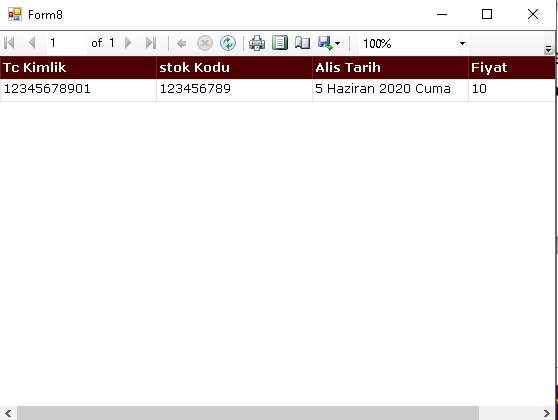 Form8
1 of 1 100%
Tc Kimlik stok Kodu Alis Tarih Fiyat
12345678901 123456789 5 Haziran 2020 Cuma 10